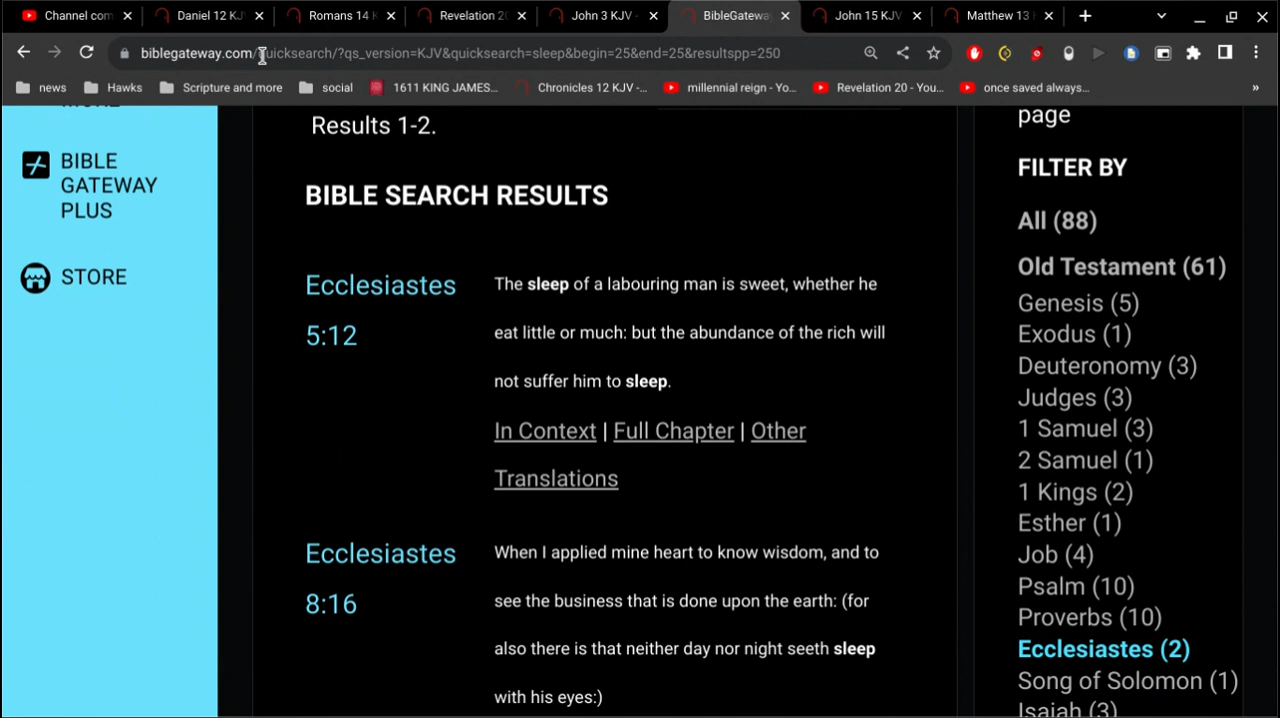 Channel com
Daniel 12 KJ
Romans 14 K
Revelation 20
John 3 KJV -
BibleGateway
John 15 KJV
Matthew 13
biblegateway.com/quicksearch/?qs_version=KJV&quicksearch=sleep&begin=25&end=25&resultspp=250
news
Hawks
Scripture and more
social
1611 KING JAMES...
Chronicles 12 KJV -...
millennial reign - Yo...
Revelation 20 - You...
once saved always...
»
MORE
BIBLE
GATEWAY
PLUS
STORE
Results 1-2.
BIBLE SEARCH RESULTS
Ecclesiastes
5:12
The sleep of a labouring man is sweet, whether he
eat little or much: but the abundance of the rich will
not suffer him to sleep.
In Context | Full Chapter | Other
Translations
Ecclesiastes
8:16
When I applied mine heart to know wisdom, and to
see the business that is done upon the earth: (for
also there is that neither day nor night seeth sleep
with his eyes:)
page
FILTER BY
All (88)
Old Testament (61)
Genesis (5)
Exodus (1)
Deuteronomy (3)
Judges (3)
1 Samuel (3)
2 Samuel (1)
1 Kings (2)
Esther (1)
Job (4)
Psalm (10)
Proverbs (10)
Ecclesiastes (2)
Song of Solomon (1)
Isaiah (3)